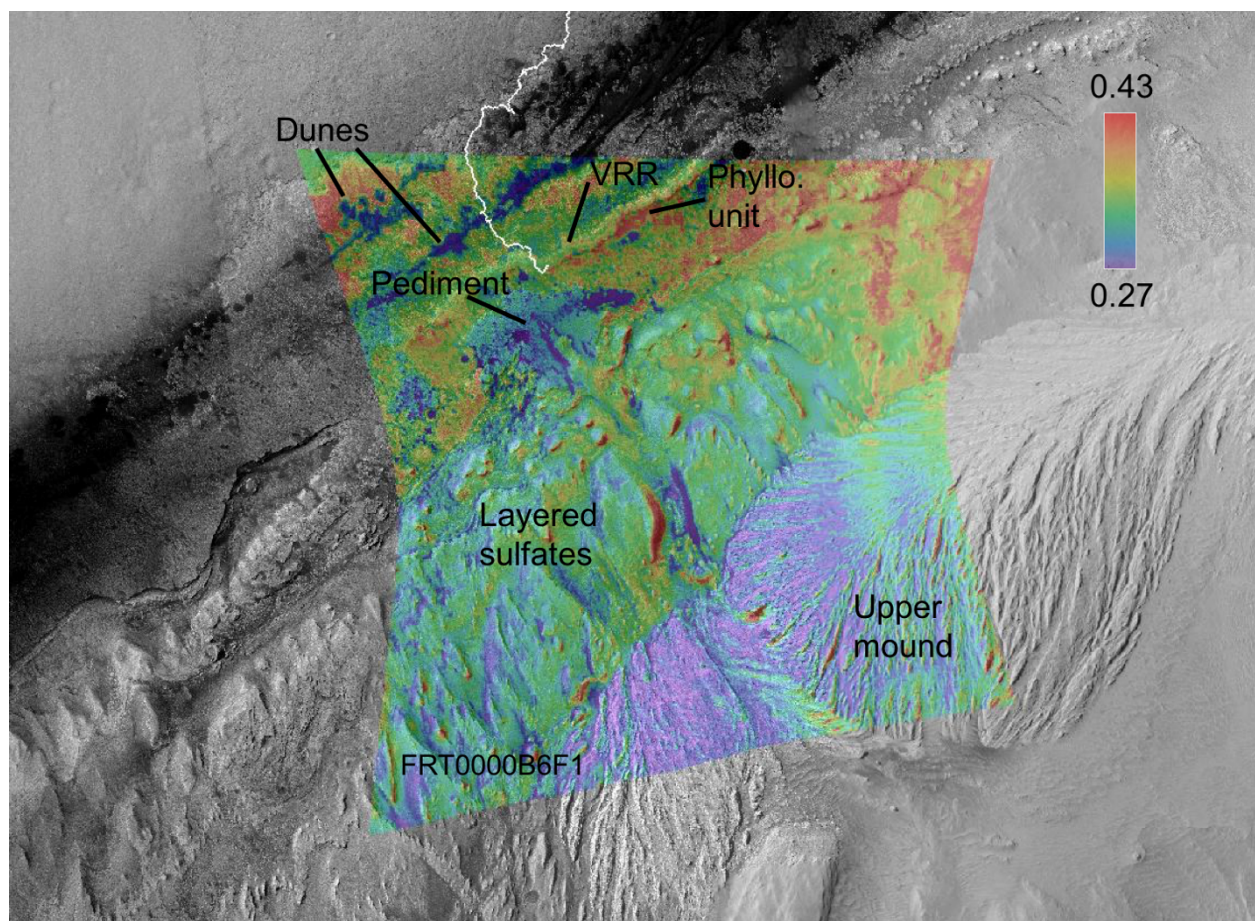 0.43
Dunes
VRR
Phyllo.
unit
Pediment
0.27
Layered
sulfates
Upper
mound
FRT0000B6F1